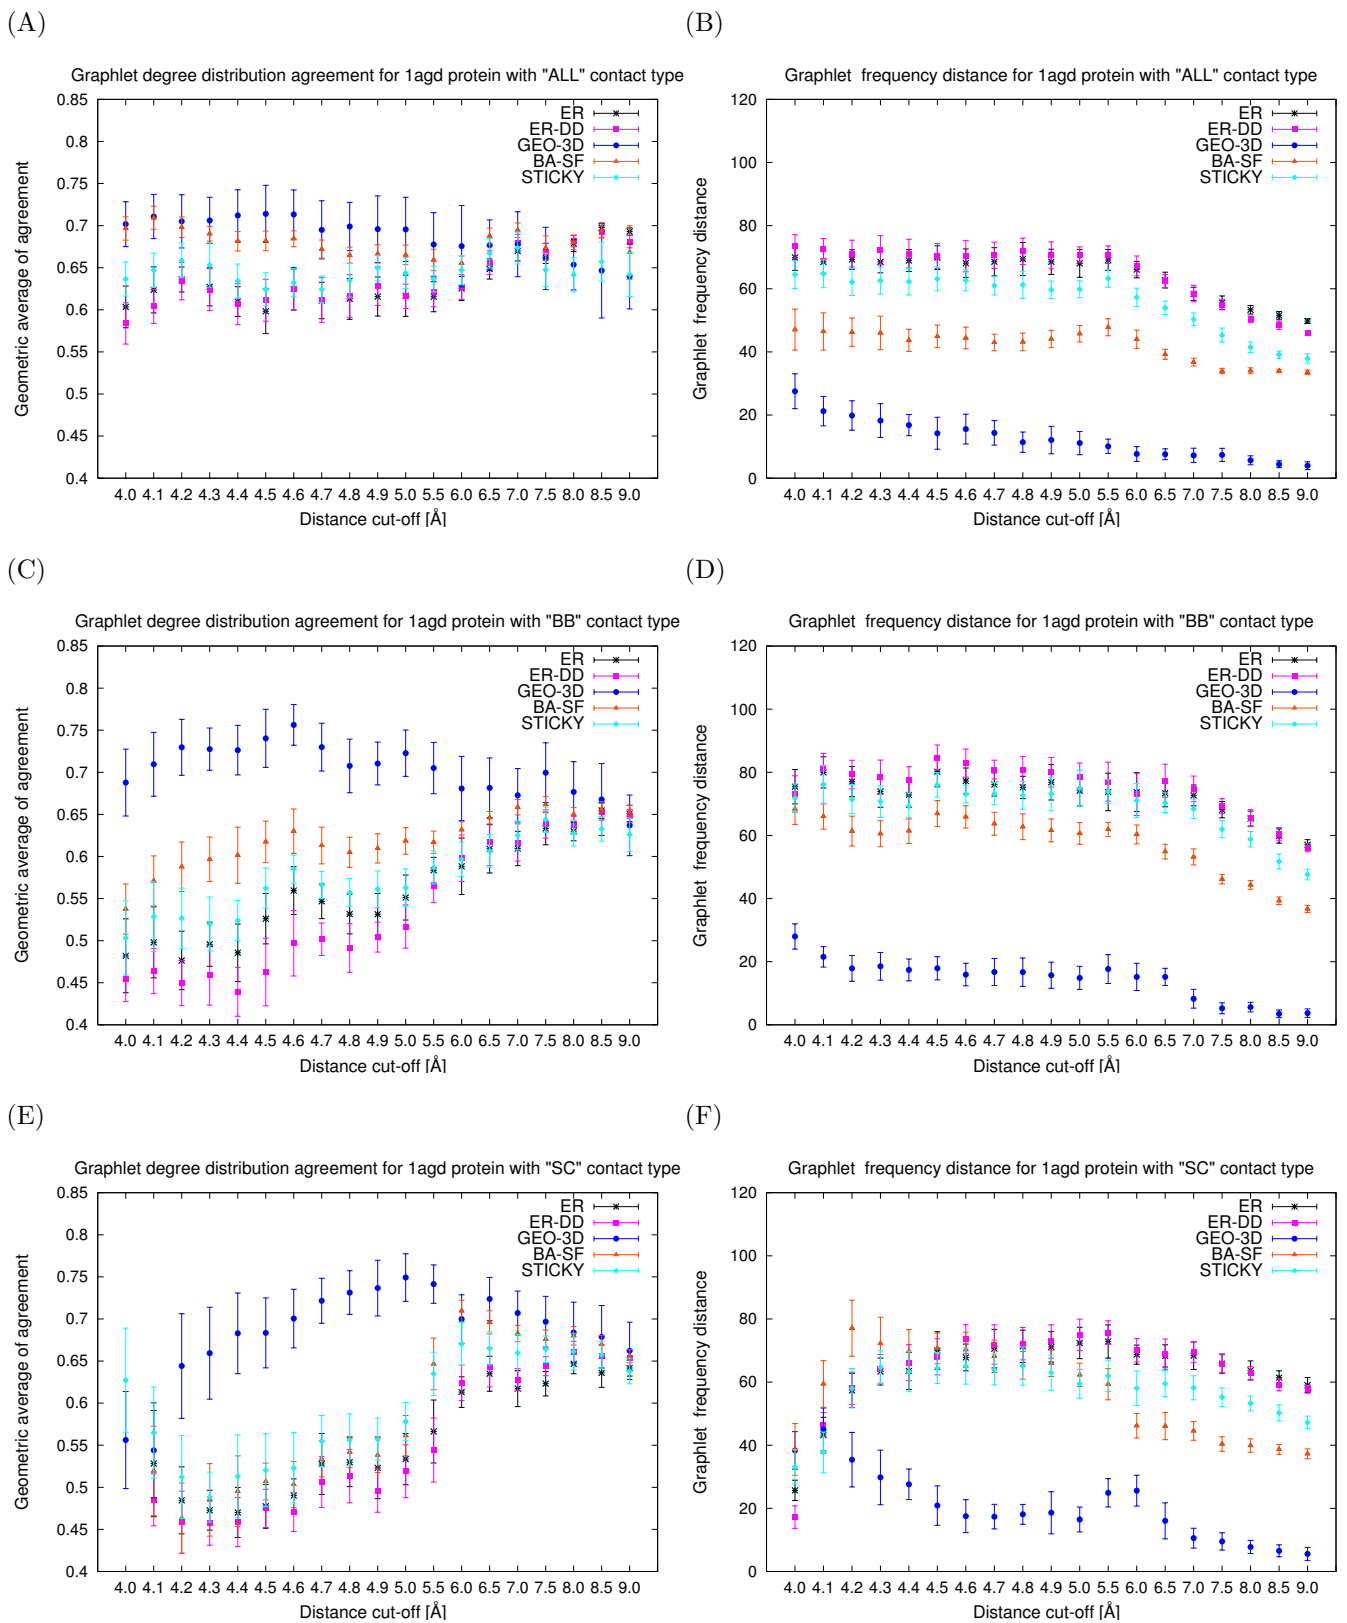 (A)
Graphlet degree distribution agreement for 1agd protein with "ALL" contact type
Geometric average of agreement
0.85
0.8
0.75
0.7
0.65
0.6
0.55
0.5
0.45
0.4
ER
ER-DD
GEO-3D
BA-SF
STICKY
4.0 4.1 4.2 4.3 4.4 4.5 4.6 4.7 4.8 4.9 5.0 5.5 6.0 6.5 7.0 7.5 8.0 8.5 9.0
Distance cut-off [Å]
(B)
Graphlet frequency distance for 1agd protein with "ALL" contact type
Graphlet frequency distance
120
100
80
60
40
20
0
ER
ER-DD
GEO-3D
BA-SF
STICKY
4.0 4.1 4.2 4.3 4.4 4.5 4.6 4.7 4.8 4.9 5.0 5.5 6.0 6.5 7.0 7.5 8.0 8.5 9.0
Distance cut-off [Å]
(C)
Graphlet degree distribution agreement for 1agd protein with "BB" contact type
Geometric average of agreement
0.85
0.8
0.75
0.7
0.65
0.6
0.55
0.5
0.45
0.4
ER
ER-DD
GEO-3D
BA-SF
STICKY
4.0 4.1 4.2 4.3 4.4 4.5 4.6 4.7 4.8 4.9 5.0 5.5 6.0 6.5 7.0 7.5 8.0 8.5 9.0
Distance cut-off [Å]
(D)
Graphlet frequency distance for 1agd protein with "BB" contact type
Graphlet frequency distance
120
100
80
60
40
20
0
ER
ER-DD
GEO-3D
BA-SF
STICKY
4.0 4.1 4.2 4.3 4.4 4.5 4.6 4.7 4.8 4.9 5.0 5.5 6.0 6.5 7.0 7.5 8.0 8.5 9.0
Distance cut-off [Å]
(E)
Graphlet degree distribution agreement for 1agd protein with "SC" contact type
Geometric average of agreement
0.85
0.8
0.75
0.7
0.65
0.6
0.55
0.5
0.45
0.4
ER
ER-DD
GEO-3D
BA-SF
STICKY
4.0 4.1 4.2 4.3 4.4 4.5 4.6 4.7 4.8 4.9 5.0 5.5 6.0 6.5 7.0 7.5 8.0 8.5 9.0
Distance cut-off [Å]
(F)
Graphlet frequency distance for 1agd protein with "SC" contact type
Graphlet frequency distance
120
100
80
60
40
20
0
ER
ER-DD
GEO-3D
BA-SF
STICKY
4.0 4.1 4.2 4.3 4.4 4.5 4.6 4.7 4.8 4.9 5.0 5.5 6.0 6.5 7.0 7.5 8.0 8.5 9.0
Distance cut-off [Å]